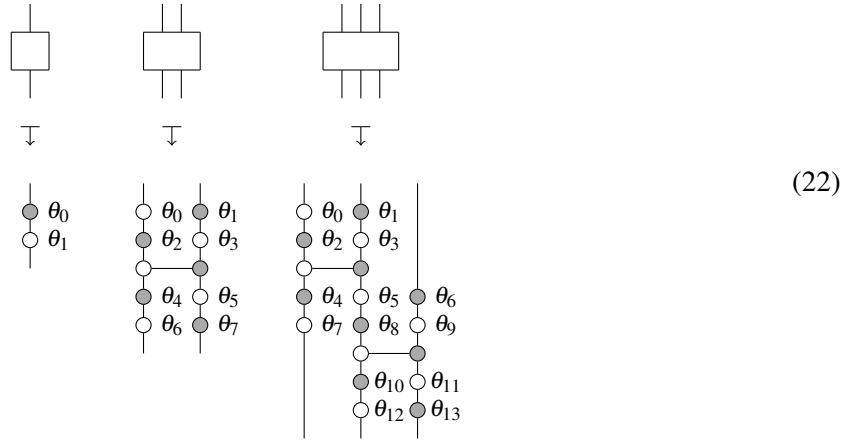 (22)
θ₀ θ₀ θ₁ θ₀ θ₁
θ₁ θ₂ θ₃ θ₂ θ₃
θ₄ θ₅ θ₄ θ₅ θ₆
θ₆ θ₇ θ₇ θ₈ θ₉
θ₁₀ θ₁₁
θ₁₂ θ₁₃